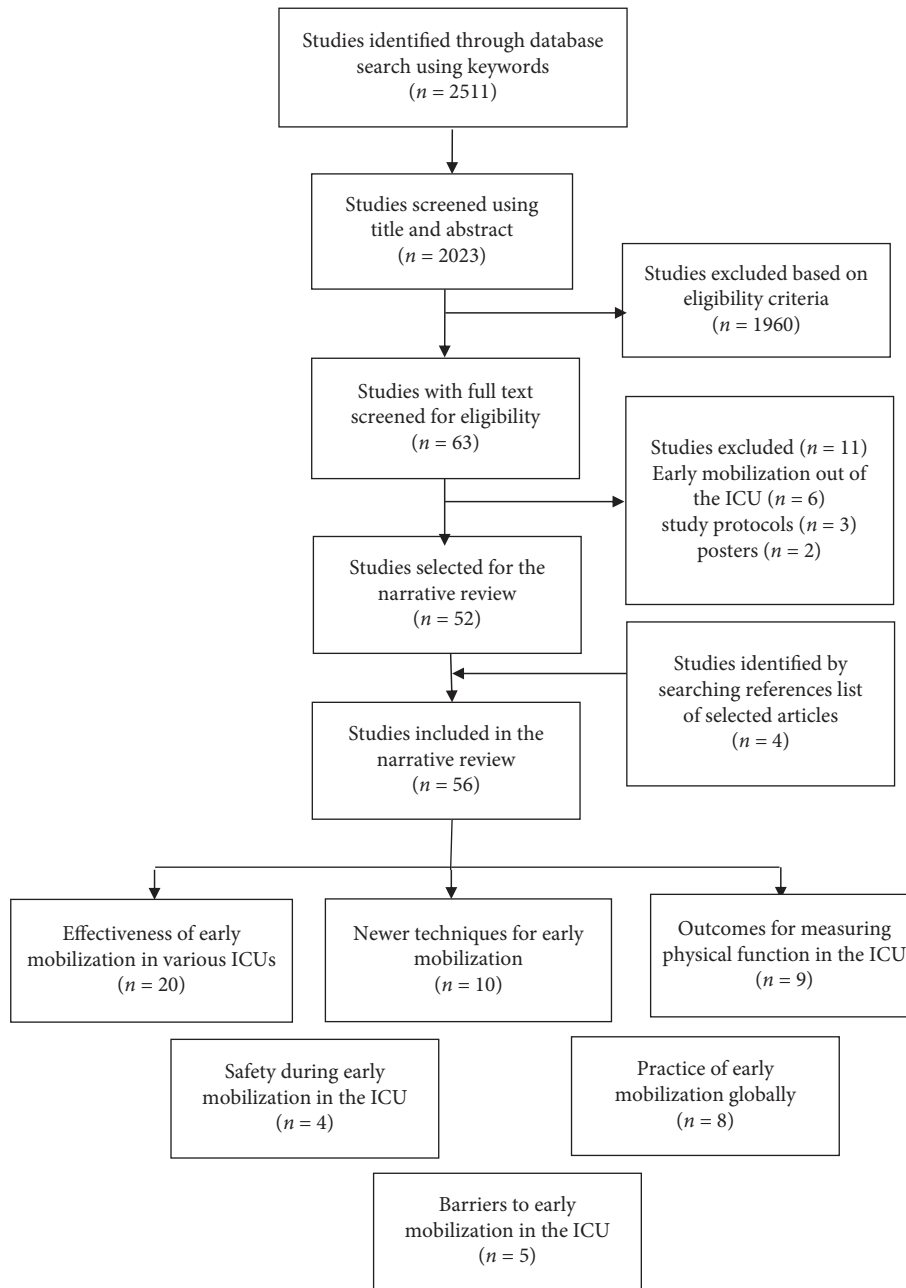 Studies identified through database
search using keywords
(n = 2511)
Studies screened using
title and abstract
(n = 2023)
Studies excluded based on
eligibility criteria
(n = 1960)
Studies with full text
screened for eligibility
(n = 63)
Studies excluded (n = 11)
Early mobilization out of
the ICU (n = 6)
study protocols (n = 3)
posters (n = 2)
Studies selected for the
narrative review
(n = 52)
Studies identified by
searching references list
of selected articles
(n = 4)
Studies included in the
narrative review
(n = 56)
Effectiveness of early
mobilization in various ICUs
(n = 20)
Newer techniques for early
mobilization
(n = 10)
Outcomes for measuring
physical function in the ICU
(n = 9)
Safety during early
mobilization in the ICU
(n = 4)
Practice of early
mobilization globally
(n = 8)
Barriers to early
mobilization in the ICU
(n = 5)